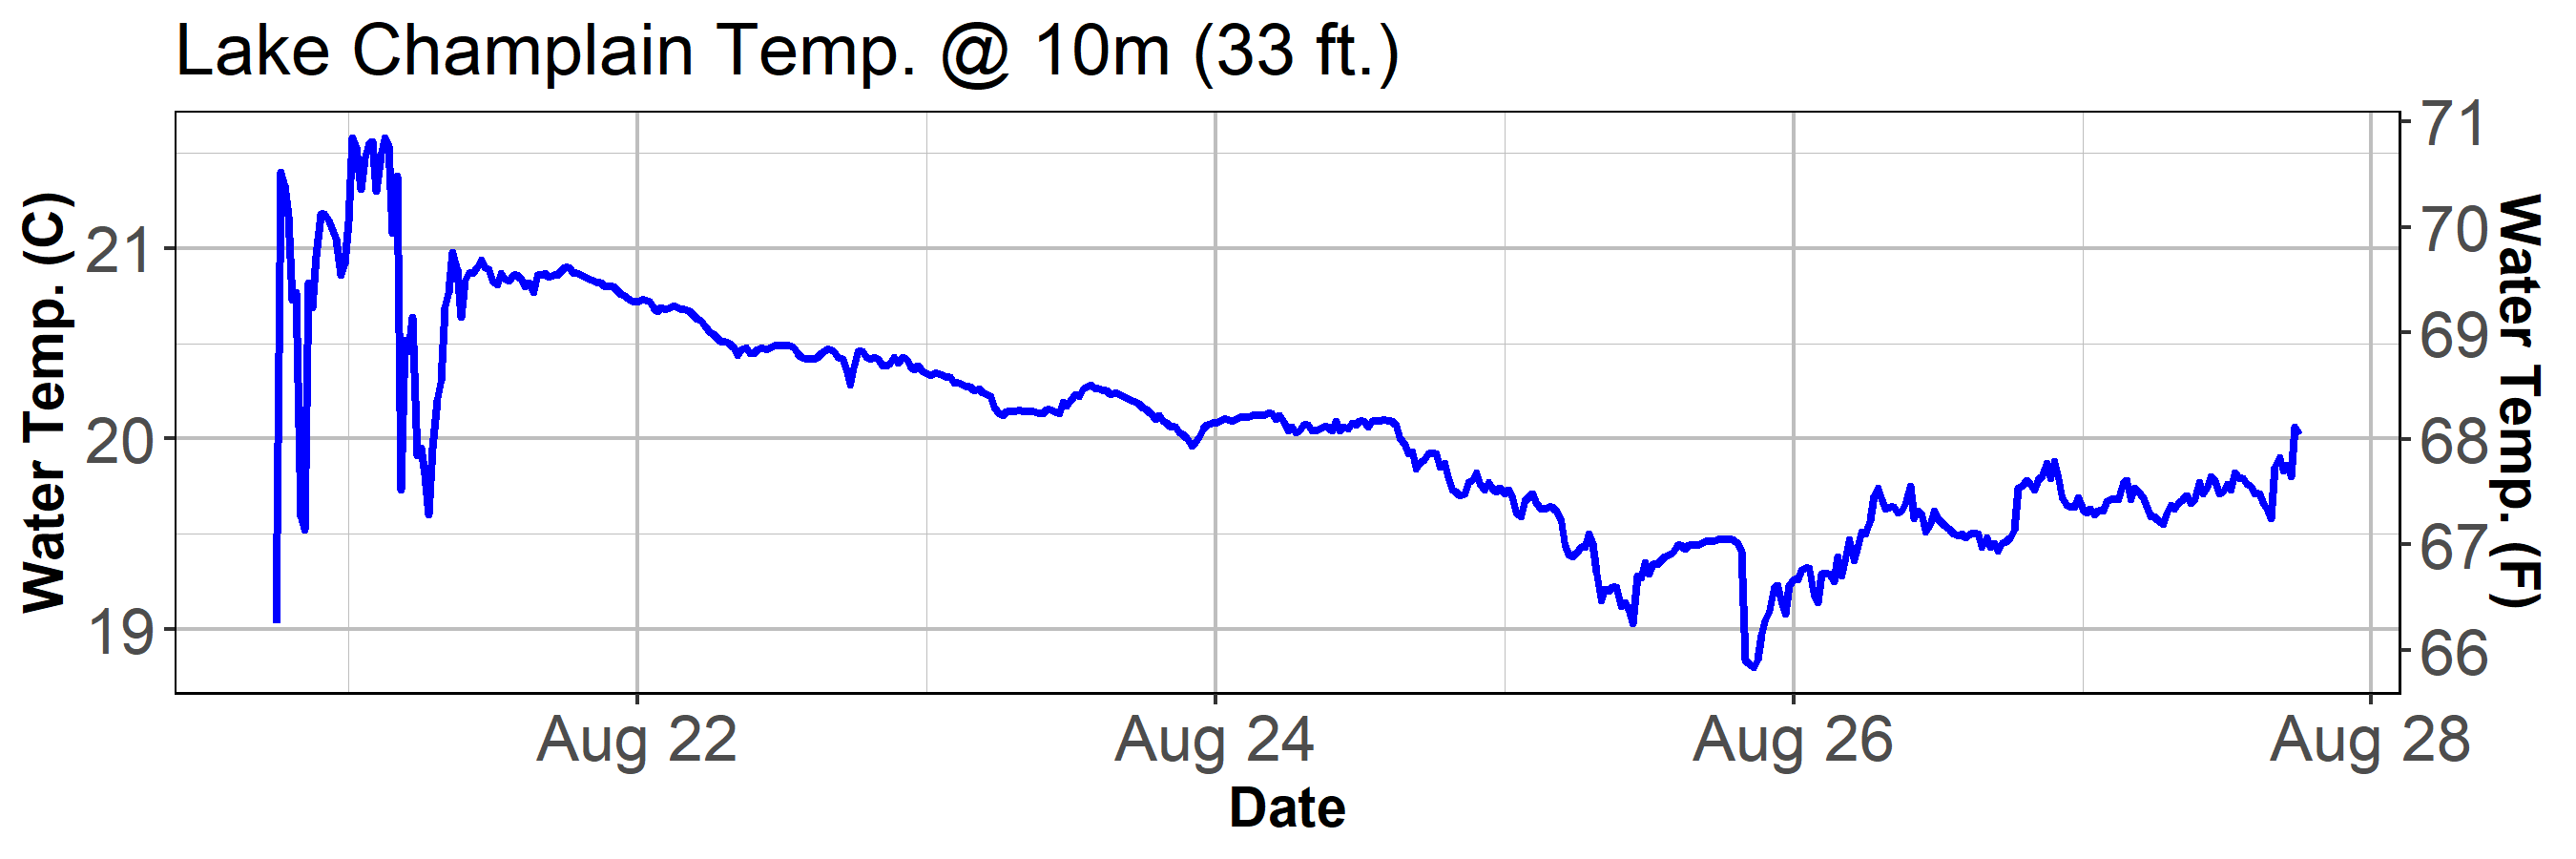 Lake Champlain Temp. @ 10m (33 ft.)
Water Temp. (C)
21
20
19
71
70
69
68
67
66
Water Temp. (F)
Aug 22
Aug 24
Aug 26
Aug 28
Date